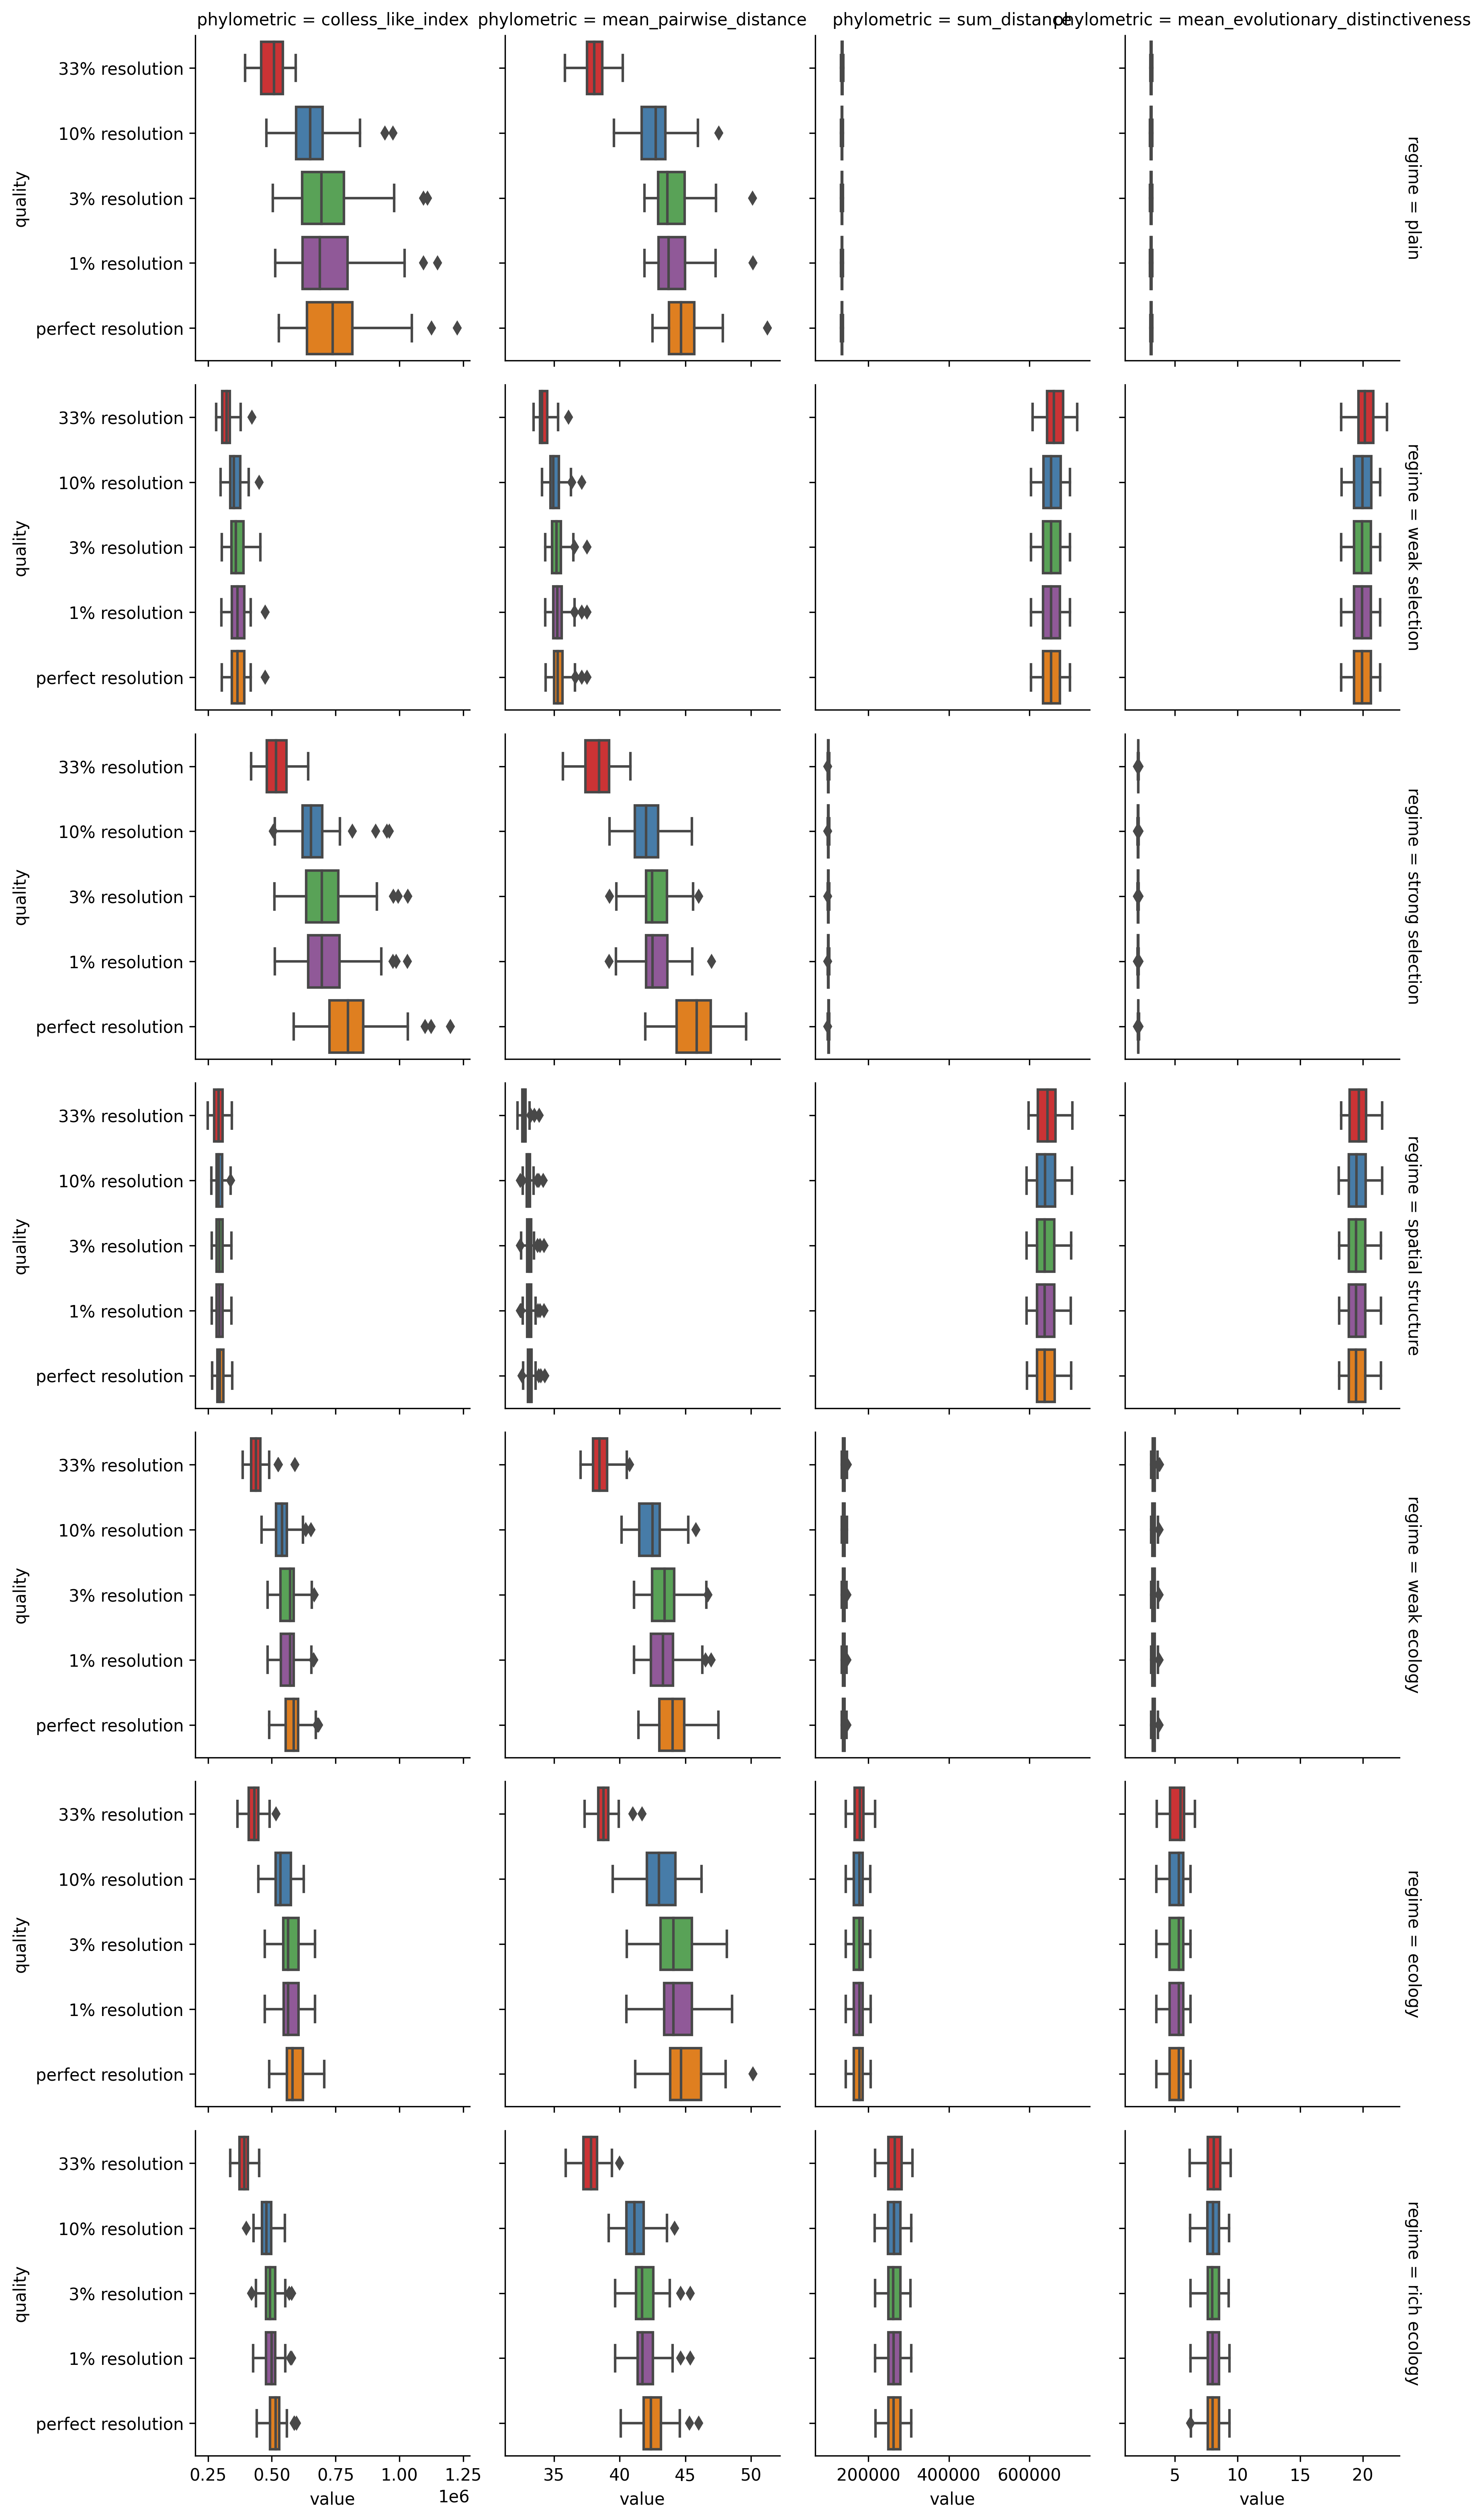 phylometric = colless_like_index
phylometric = mean_pairwise_distance
phylometric = sum_distance
phylometric = mean_evolutionary_distinctiveness
quality
33% resolution
10% resolution
3% resolution
1% resolution
perfect resolution
regime = plain
quality
33% resolution
10% resolution
3% resolution
1% resolution
perfect resolution
regime = weak selection
quality
33% resolution
10% resolution
3% resolution
1% resolution
perfect resolution
regime = strong selection
quality
33% resolution
10% resolution
3% resolution
1% resolution
perfect resolution
regime = spatial structure
quality
33% resolution
10% resolution
3% resolution
1% resolution
perfect resolution
regime = weak ecology
quality
33% resolution
10% resolution
3% resolution
1% resolution
perfect resolution
regime = ecology
quality
33% resolution
10% resolution
3% resolution
1% resolution
perfect resolution
regime = rich ecology
0.25 0.50 0.75 1.00 1.25
1e6
value
35 40 45 50
value
200000 400000 600000
value
5 10 15 20
value